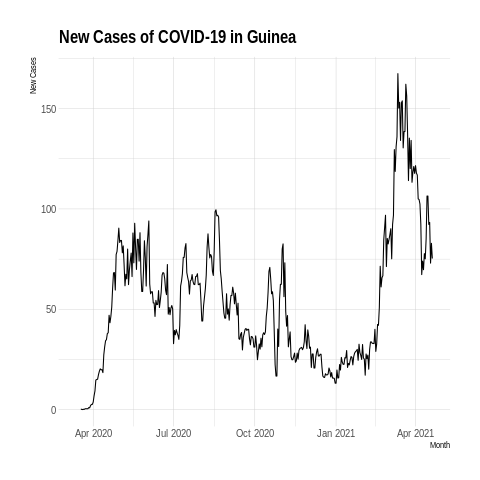 New Cases of COVID-19 in Guinea
New Cases
150
100
50
0
Apr 2020 Jul 2020 Oct 2020 Jan 2021 Apr 2021
Month